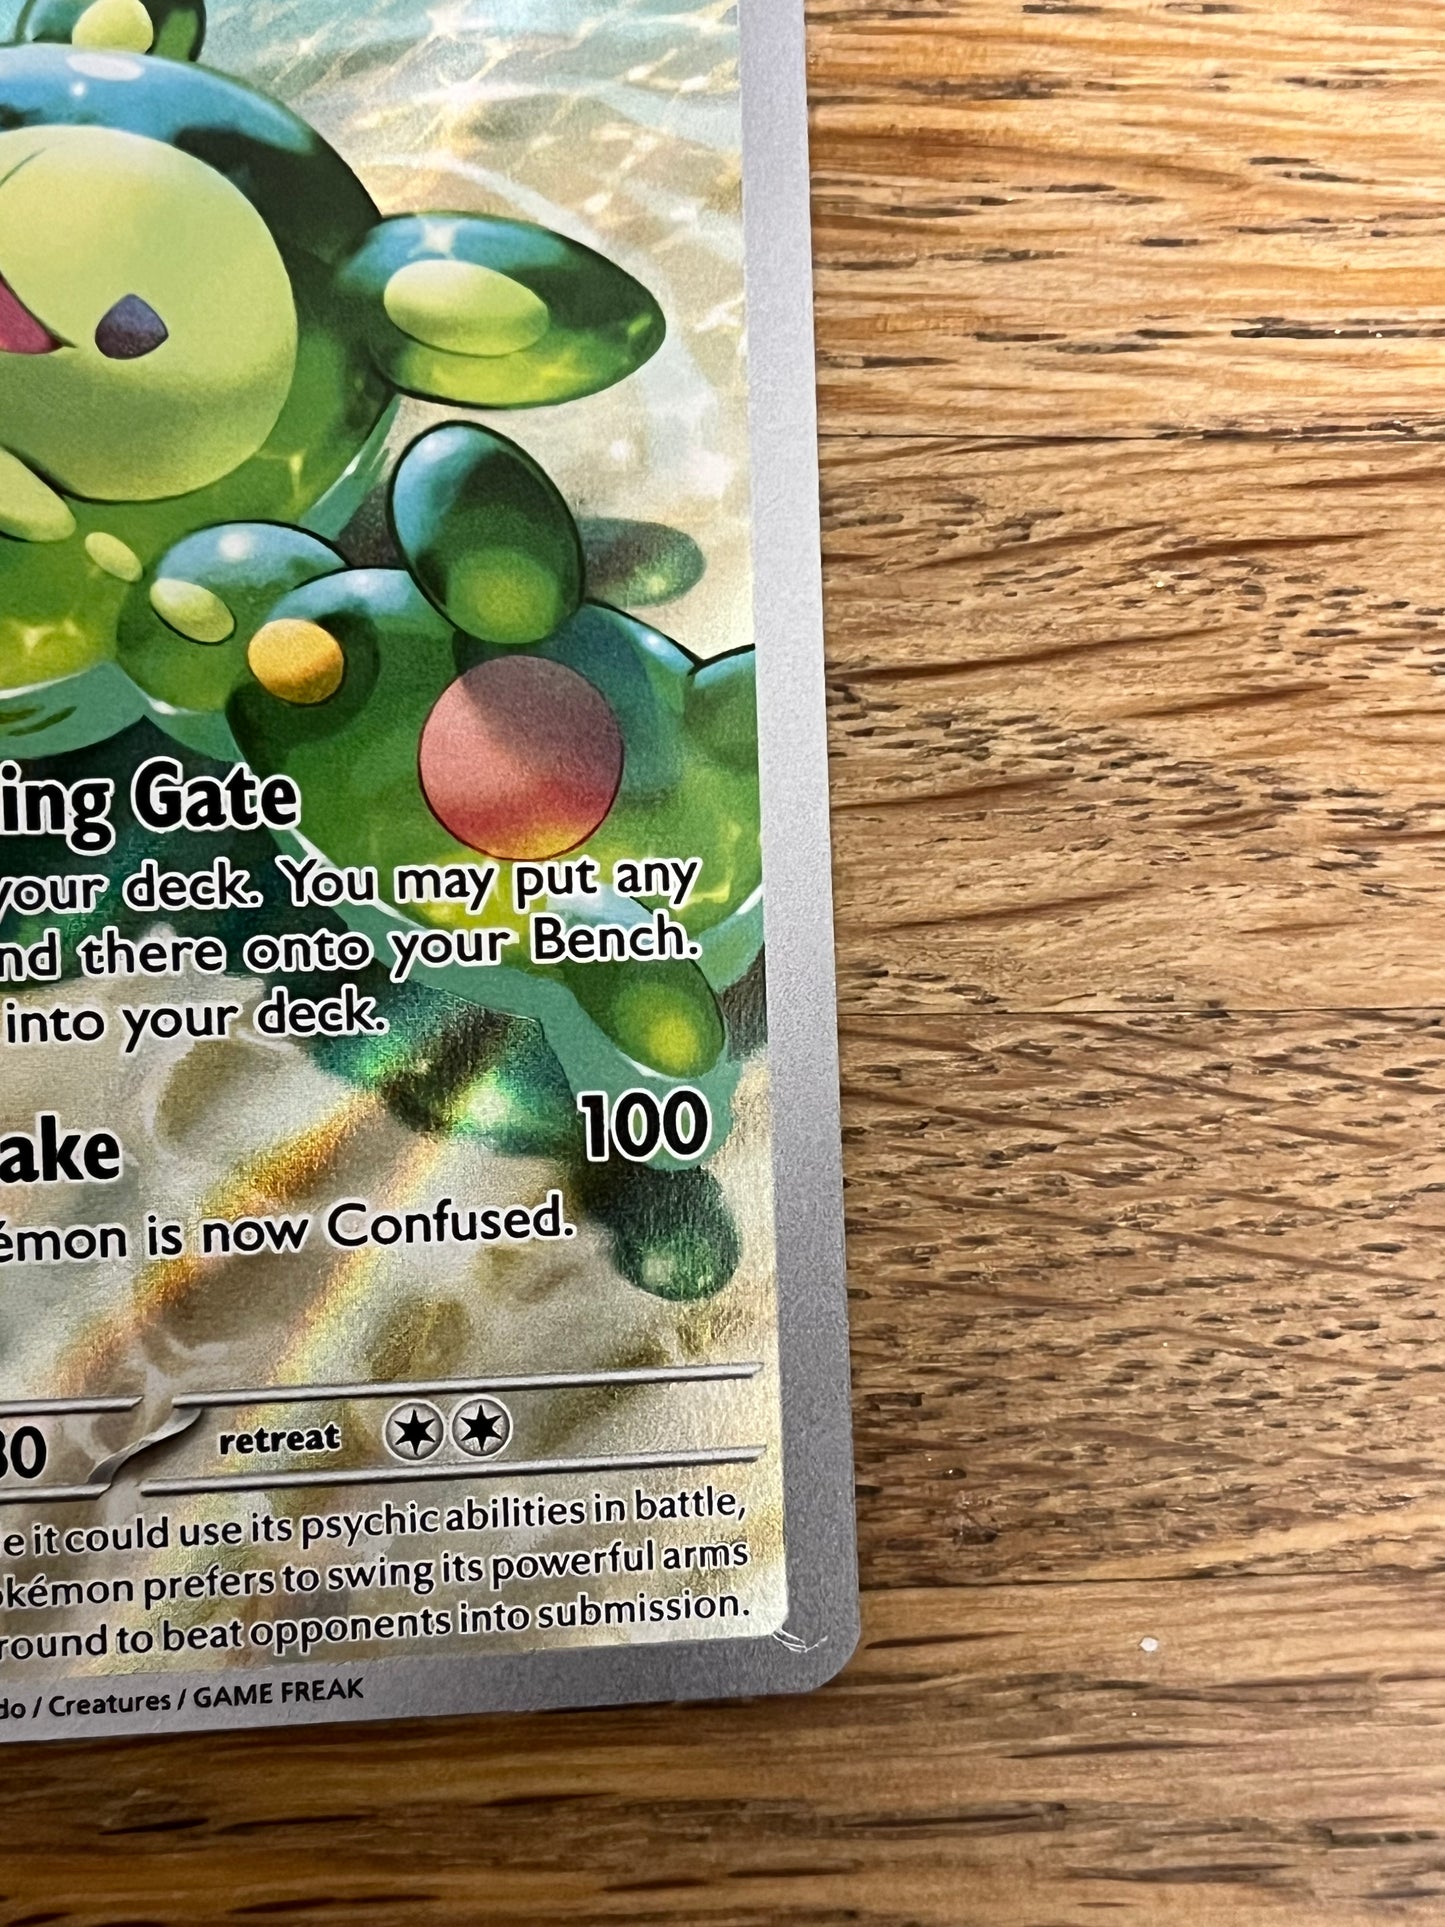 ing Gate
your deck. You may put any
nd there onto your Bench.
into your deck.
ake 100
émon is now Confused.
30 retreat
e it could use its psychic abilities in battle,
okémon prefers to swing its powerful arms
round to beat opponents into submission.
do / Creatures / GAME FREAK